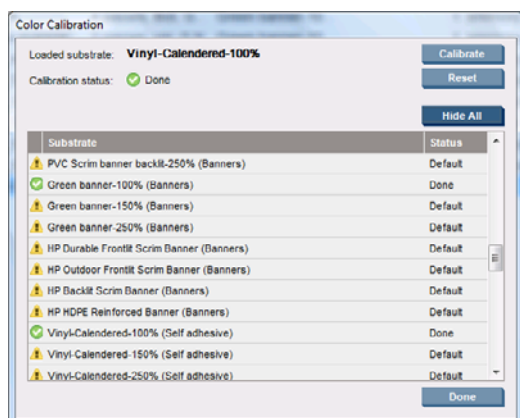 Color Calibration
Loaded substrate: Vinyl-Calendered-100% Calibrate
Calibration status: Done Reset
Hide All
Substrate Status
PVC Scrim banner backlit-250% (Banners) Default
Green banner-100% (Banners) Done
Green banner-150% (Banners) Default
Green banner-250% (Banners) Default
HP Durable Frontlit Scrim Banner (Banners) Default
HP Outdoor Frontlit Scrim Banner (Banners) Default
HP Backlit Scrim Banner (Banners) Default
HP HDPE Reinforced Banner (Banners) Default
Vinyl-Calendered-100% (Self adhesive) Done
Vinyl-Calendered-150% (Self adhesive) Default
Vinyl-Calendered-250% (Self adhesive) Default
Done